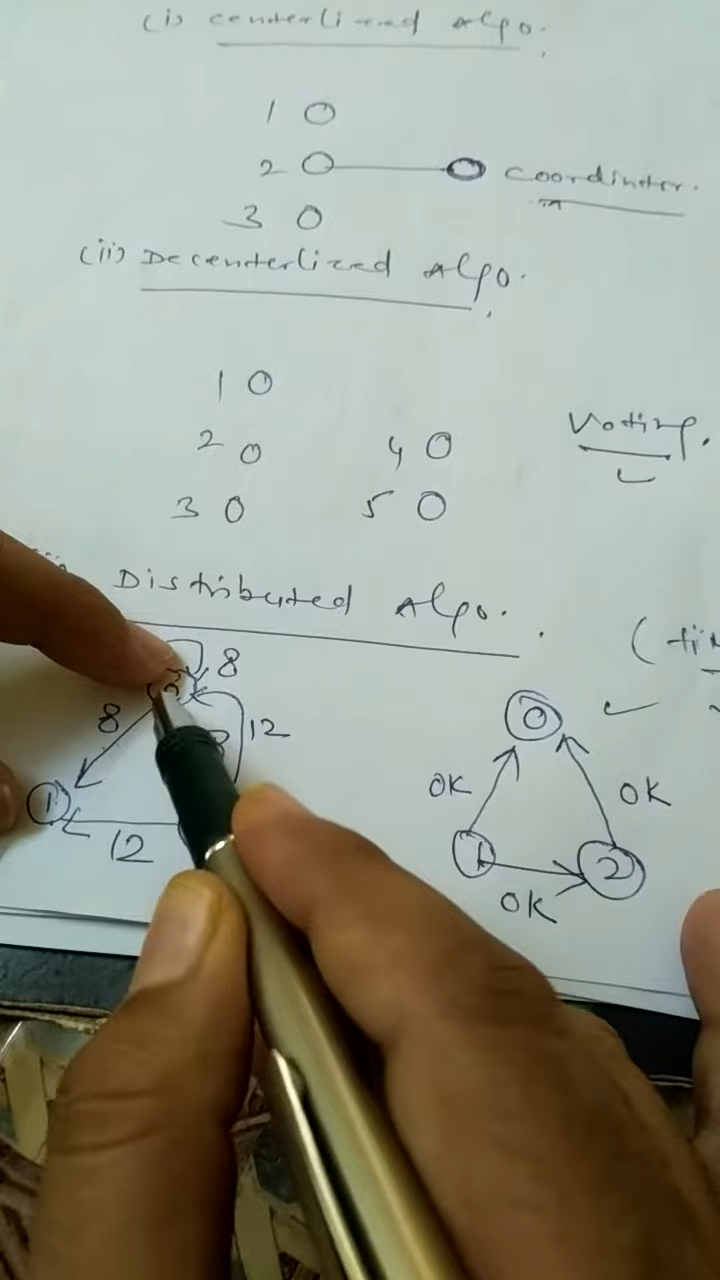 (i) centerlized Algo.
1 O
2 O coordinter.
3 O
(ii) Decenterlized Algo.
1 O
2 O 4 O Voting.
3 O 5 O
Distributed Algo.
8
8 12 0
1 OK OK
12 1 2
OK